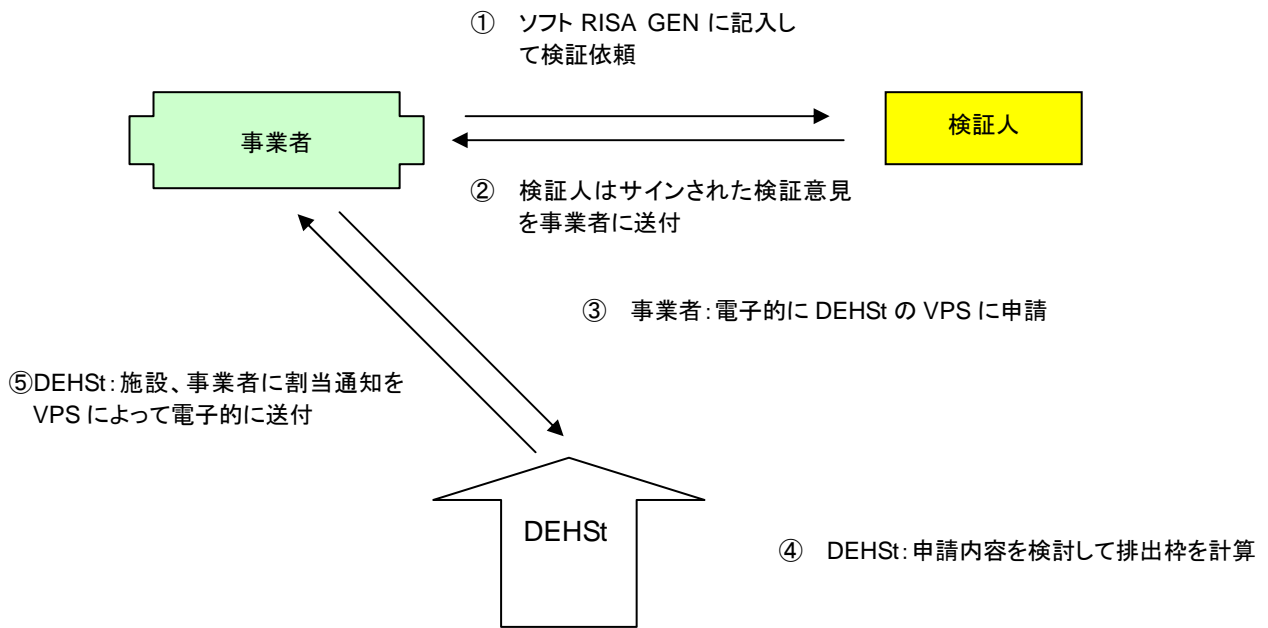 ① ソフト RISA GEN に記入し
て検証依頼
事業者
検証人
② 検証人はサインされた検証意見
を事業者に送付
③ 事業者：電子的に DEHSt の VPS に申請
⑤DEHSt：施設、事業者に割当通知を
VPS によって電子的に送付
DEHSt
④ DEHSt：申請内容を検討して排出枠を計算